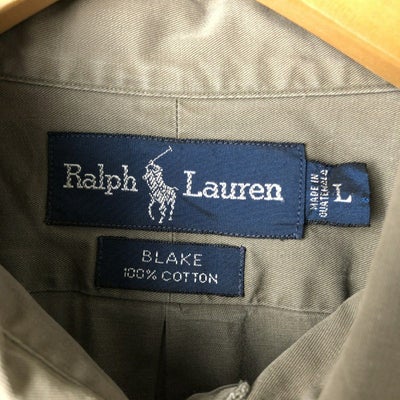 Ralph Lauren
MADE IN
GUATEMALA
L
BLAKE
100% COTTON